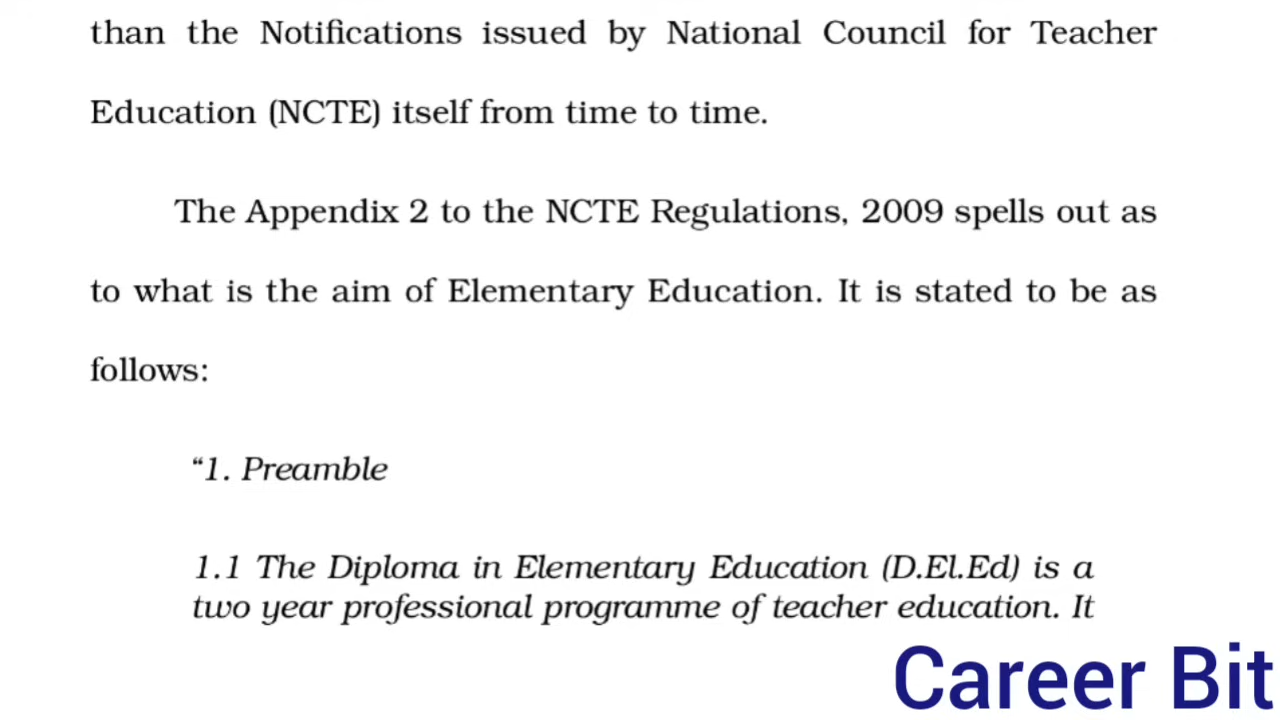 than the Notifications issued by National Council for Teacher
Education (NCTE) itself from time to time.
The Appendix 2 to the NCTE Regulations, 2009 spells out as
to what is the aim of Elementary Education. It is stated to be as
follows:
“1. Preamble
1.1 The Diploma in Elementary Education (D.El.Ed) is a
two year professional programme of teacher education. It
Career Bit